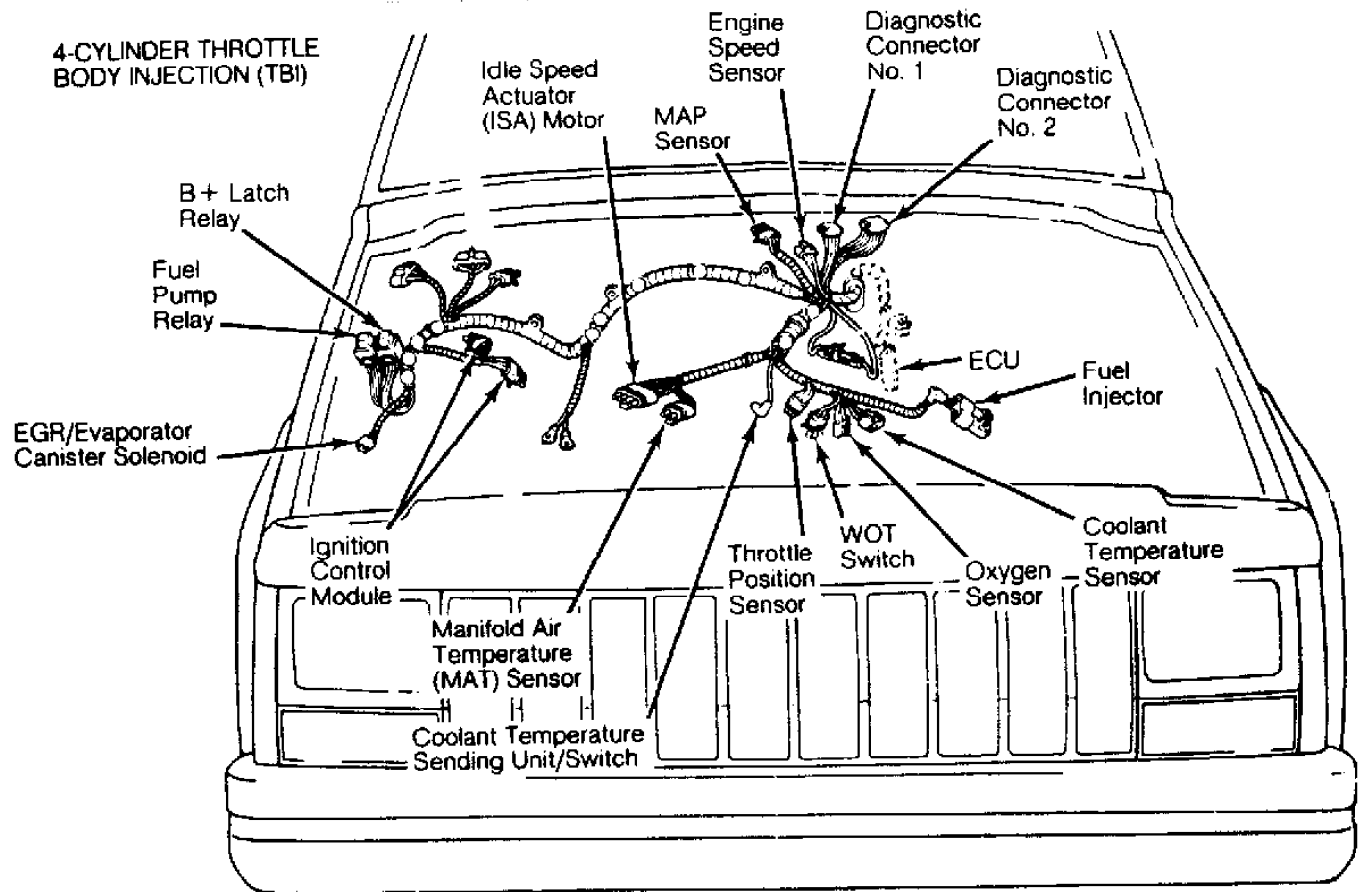 4-CYLINDER THROTTLE
BODY INJECTION (TBI)
Idle Speed
Actuator
(ISA) Motor
MAP
Sensor
Engine
Speed
Sensor
Diagnostic
Connector
No. 1
Diagnostic
Connector
No. 2
B+ Latch
Relay
Fuel
Pump
Relay
ECU
Fuel
Injector
EGR/Evaporator
Canister Solenoid
Ignition
Control
Module
Manifold Air
Temperature
(MAT) Sensor
Coolant Temperature
Sending Unit/Switch
Throttle
Position
Sensor
WOT
Switch
Oxygen
Sensor
Coolant
Temperature
Sensor